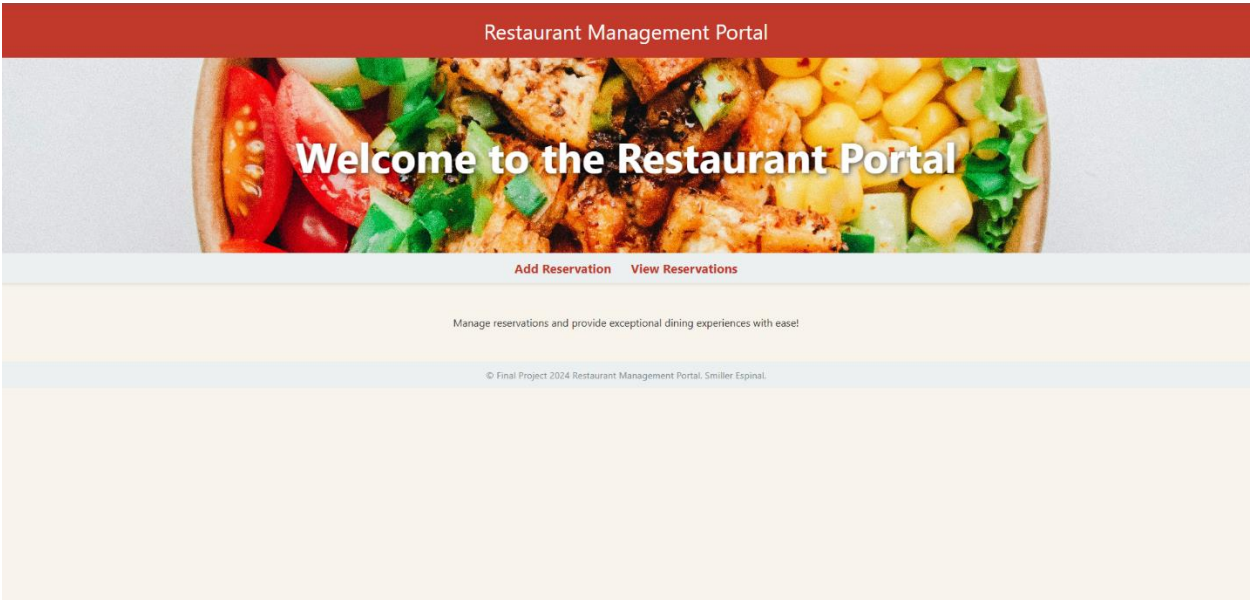 Restaurant Management Portal
Welcome to the Restaurant Portal
Add Reservation View Reservations
Manage reservations and provide exceptional dining experiences with ease!
© Final Project 2024 Restaurant Management Portal. Smiller Espinal.